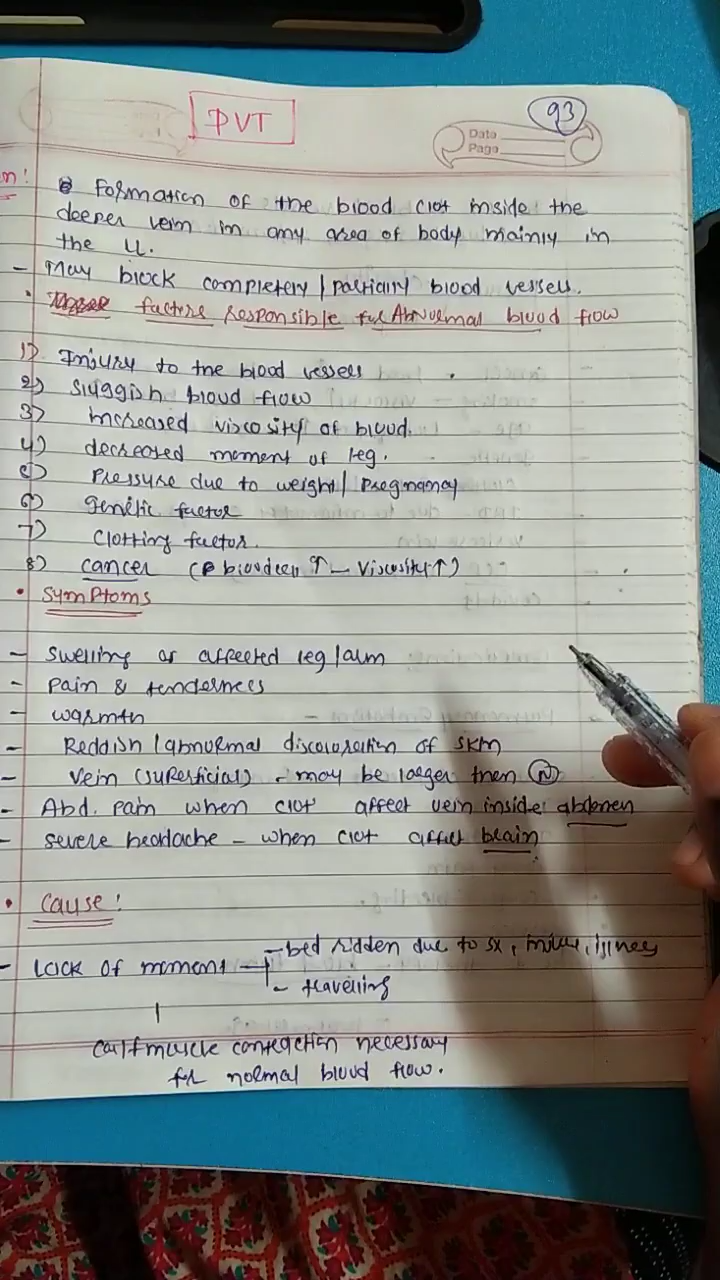 DVT
93
Date
Page
n:
Formation of the blood clot inside the
deeper vein in any area of body mainly in
the LL.
- May block completely / partially blood vessels.
• factors responsible for Abnormal blood flow
1) Injury to the blood vessels
2) Sluggish blood flow
3) increased viscosity of blood.
4) decreased moment of leg.
5) Pressure due to weight / Pregnancy
6) Genetic factor
7) Clotting factor.
8) cancer ( ↑ - Viscosity ↑)
• Symptoms
- Swelling of affected leg / arm
- Pain & tenderness
- warmth
- Reddish / abnormal discoloration of skin
- Vein (superficial) - may be larger then (N)
- Abd. pain when clot affect vein inside abdomen
- severe headache - when clot affect brain
• Cause:
- Lack of moment - bed ridden due to sx, illness
- travelling
calf muscle contraction necessary
for normal blood flow.